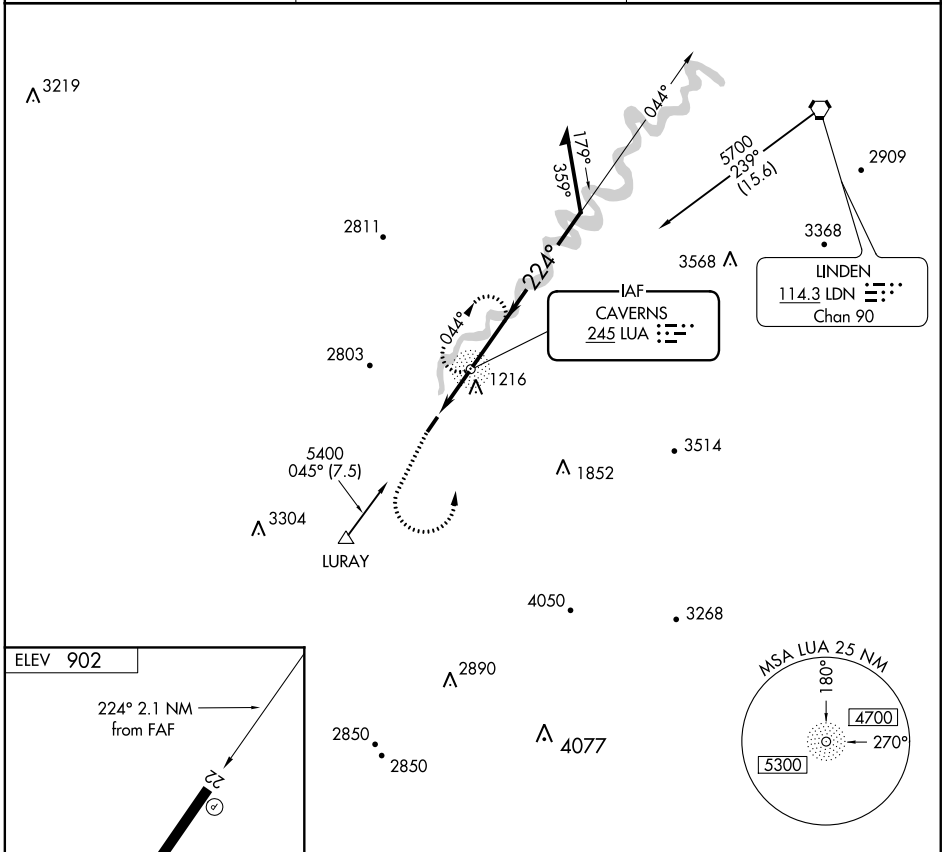 3219
044°
179°
359°
5700
239°
(15.6)
2909
2811
224°
3568
3368
LINDEN
114.3 LDN
Chan 90
IAF
CAVERNS
245 LUA
044°
2803
1216
5400
045° (7.5)
1852
3514
3304
LURAY
4050
3268
ELEV 902
224° 2.1 NM
from FAF
22
P
2890
2850
2850
4077
MSA LUA 25 NM
180°
4700
270°
5300